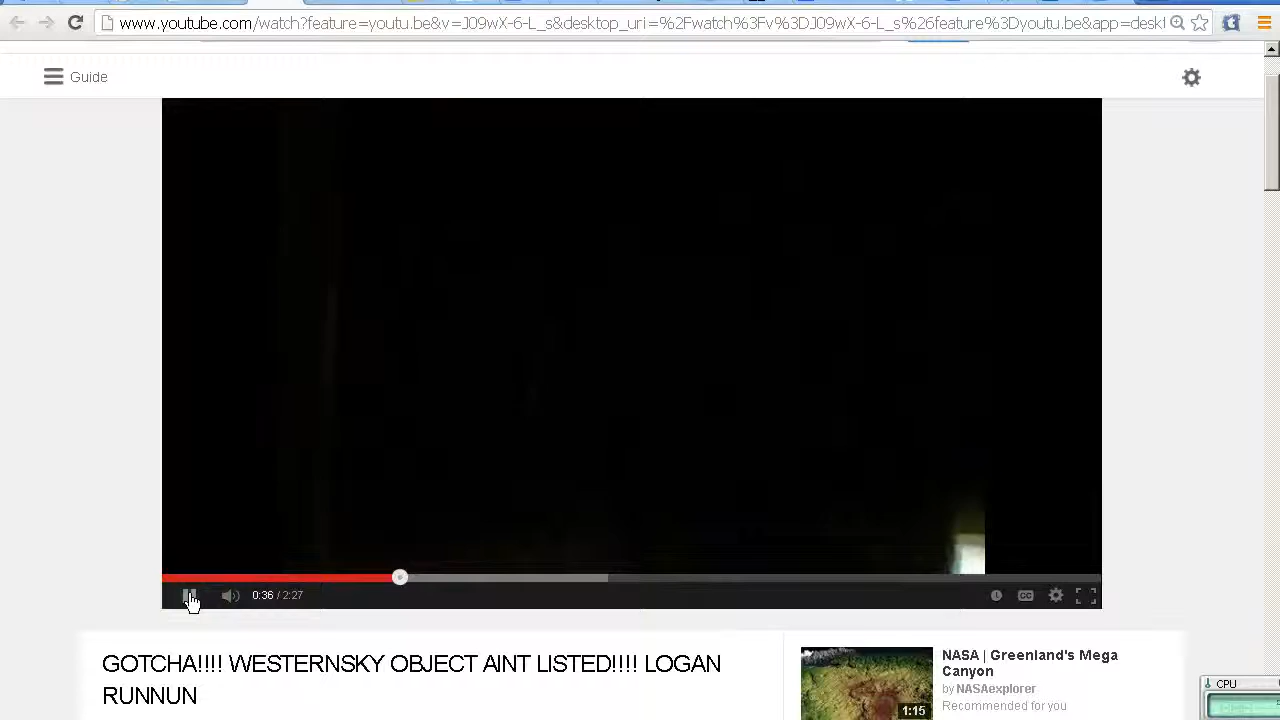 www.youtube.com/watch?feature=youtu.be&v=J09wX-6-L_s&desktop_uri=%2Fwatch%3Fv%3DJ09wX-6-L_s%26feature%3Dyoutu.be&app=deskt
Guide
0:36 / 2:27
CC
GOTCHA!!!! WESTERNSKY OBJECT AINT LISTED!!!! LOGAN
RUNNUN
NASA | Greenland's Mega
Canyon
by NASAexplorer
Recommended for you
1:15
CPU